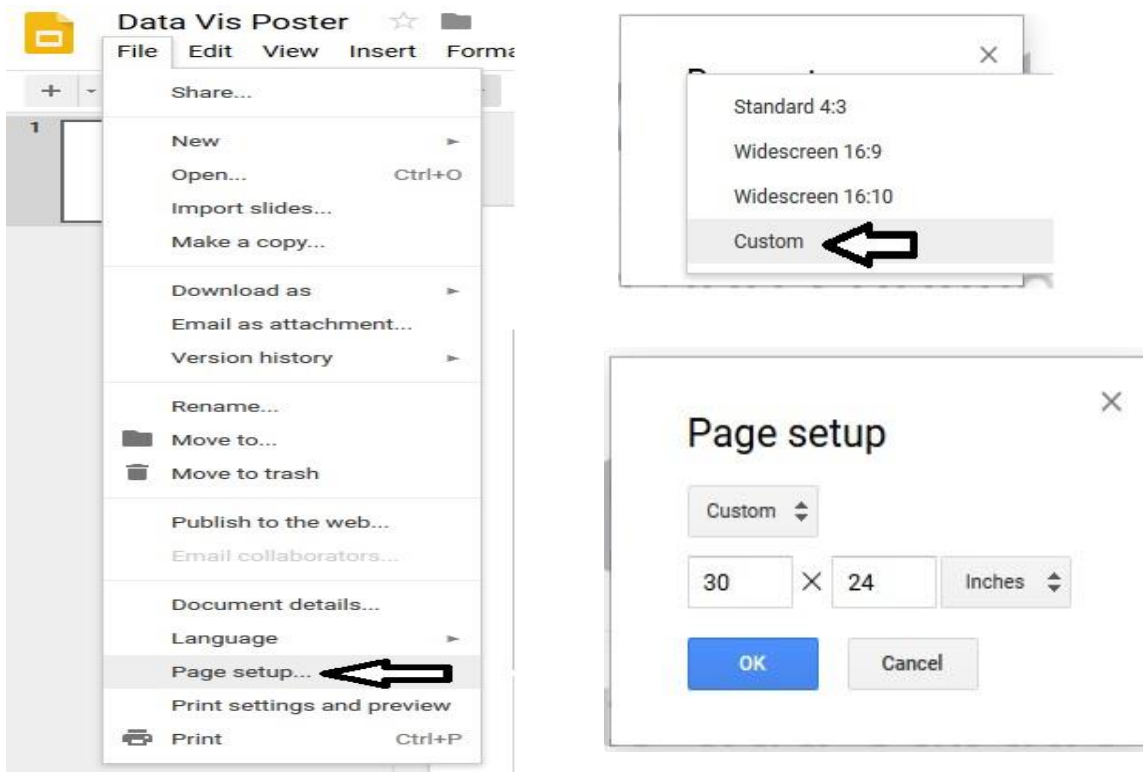 Data Vis Poster
File Edit View Insert Forma
1
Share...
New
Open... Ctrl+O
Import slides...
Make a copy...
Download as
Email as attachment...
Version history
Rename...
Move to...
Move to trash
Publish to the web...
Email collaborators...
Document details...
Language
Page setup...
Print settings and preview
Print Ctrl+P
Standard 4:3
Widescreen 16:9
Widescreen 16:10
Custom
Page setup
Custom
30 × 24 Inches
OK Cancel